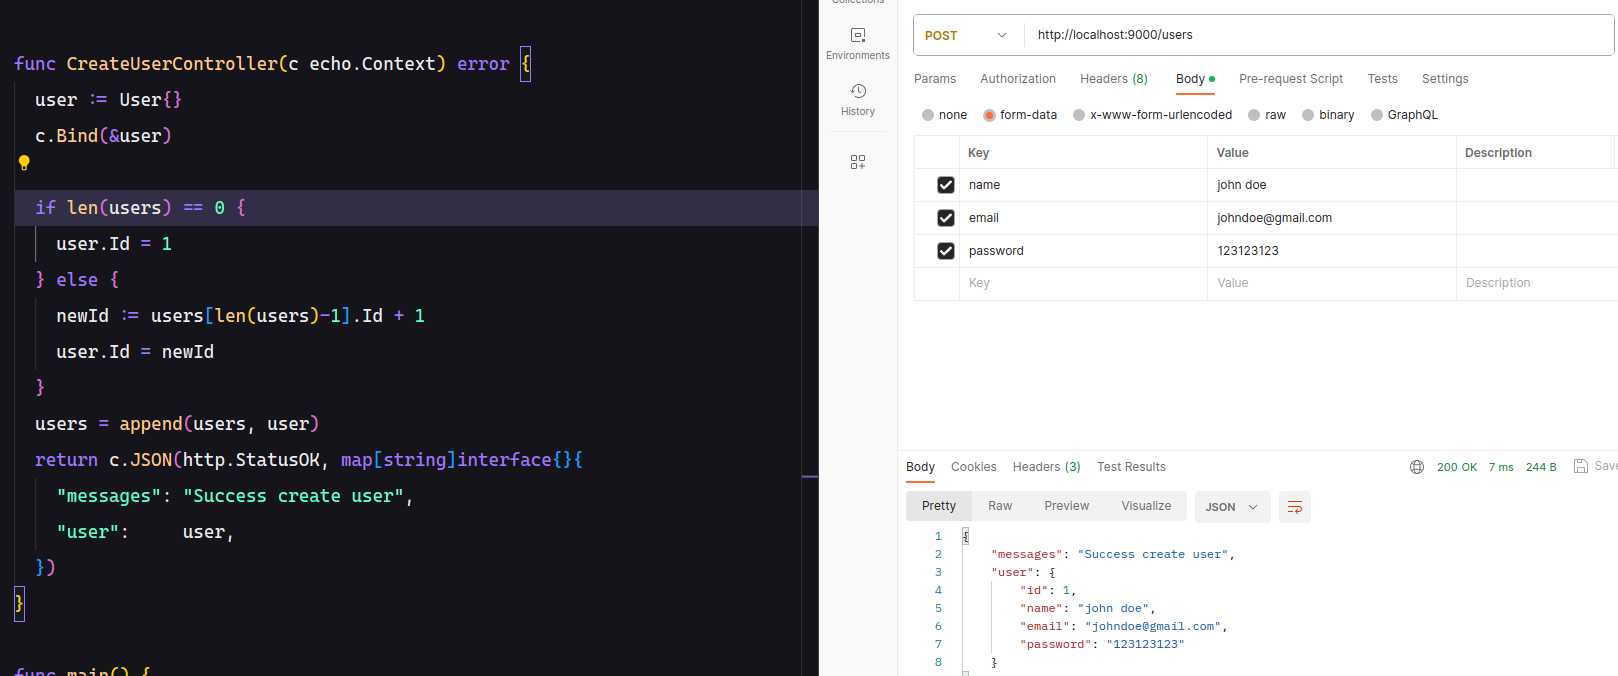 func CreateUserController(c echo.Context) error {
user := User{}
c.Bind(&user)
if len(users) == 0 {
user.Id = 1
} else {
newId := users[len(users)-1].Id + 1
user.Id = newId
}
users = append(users, user)
return c.JSON(http.StatusOK, map[string]interface{}{
"messages": "Success create user",
"user":     user,
})
}
func main() {
Collections
Environments
History
POST
http://localhost:9000/users
Params Authorization Headers (8) Body Pre-request Script Tests Settings
none form-data x-www-form-urlencoded raw binary GraphQL
Key Value Description
name john doe
email johndoe@gmail.com
password 123123123
Key Value Description
Body Cookies Headers (3) Test Results 200 OK 7 ms 244 B Save
Pretty Raw Preview Visualize JSON
1 {
2 "messages": "Success create user",
3 "user": {
4 "id": 1,
5 "name": "john doe",
6 "email": "johndoe@gmail.com",
7 "password": "123123123"
8 }